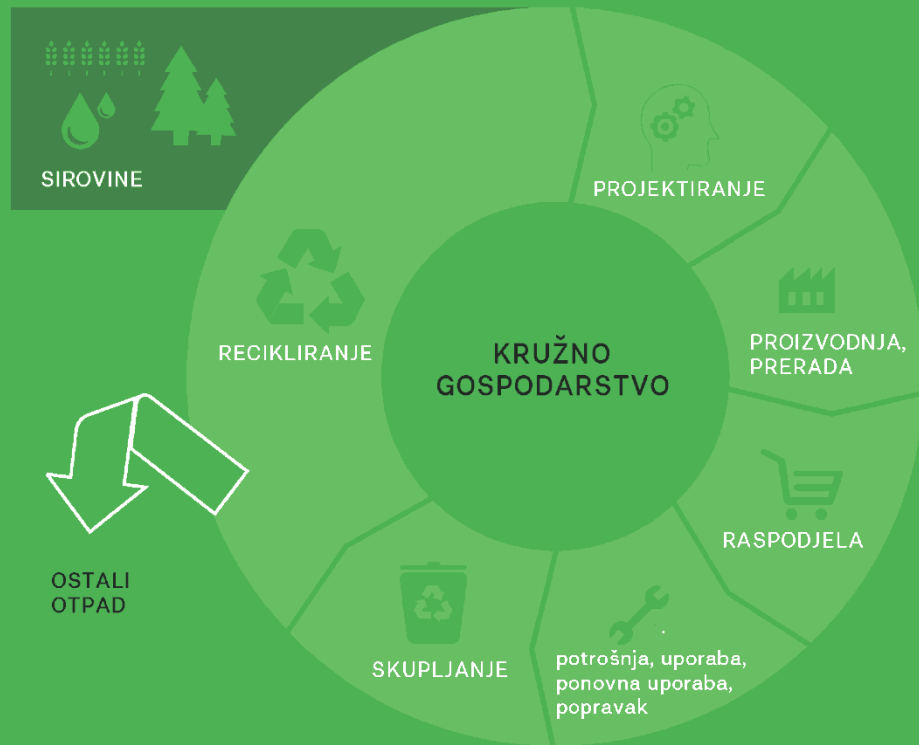 SIROVINE
PROJEKTIRANJE
PROIZVODNJA,
PRERADA
RASPODJELA
potrošnja, uporaba,
ponovna uporaba,
popravak
SKUPLJANJE
RECIKLIRANJE
OSTALI
OTPAD
KRUŽNO
GOSPODARSTVO